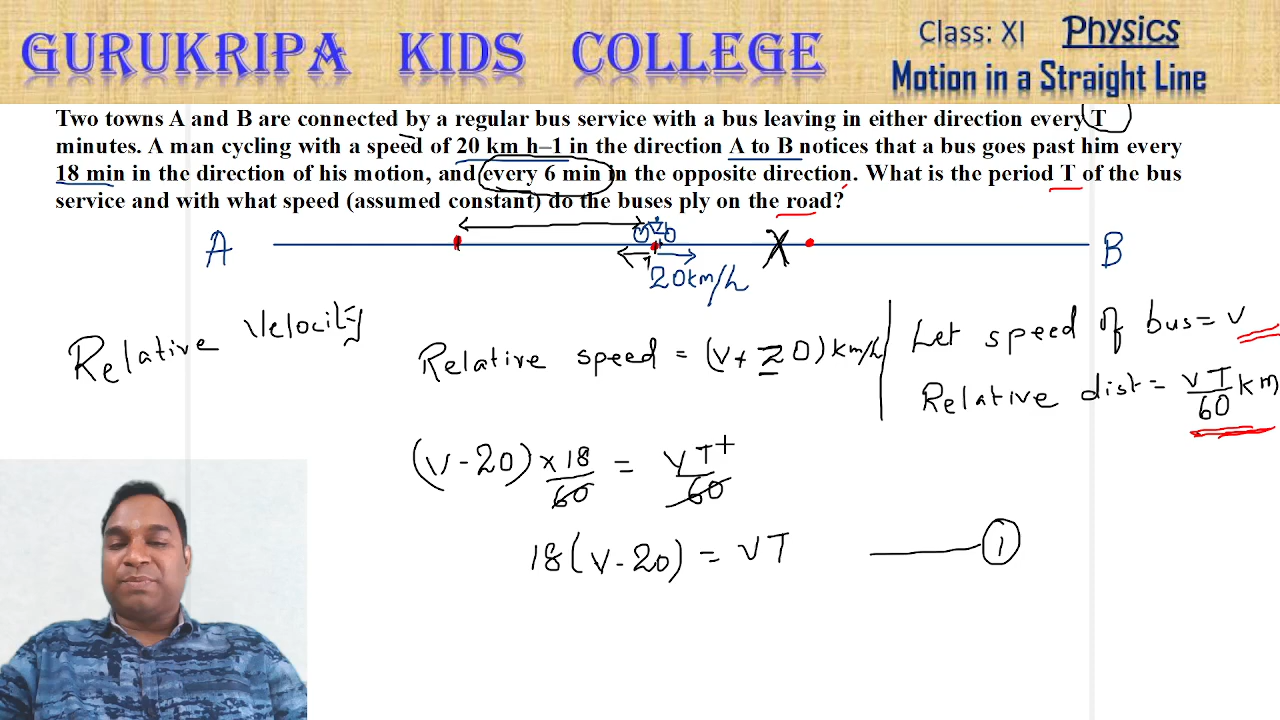 GURUKRIPA KIDS COLLEGE
Class: XI Physics
Motion in a Straight Line
Two towns A and B are connected by a regular bus service with a bus leaving in either direction every T
minutes. A man cycling with a speed of 20 km h–1 in the direction A to B notices that a bus goes past him every
18 min in the direction of his motion, and every 6 min in the opposite direction. What is the period T of the bus
service and with what speed (assumed constant) do the buses ply on the road?
A X B
20km/h
Relative Velocity
Relative speed = (v+20) km/h
Let speed of bus = v
Relative dist = vT/60 km
(v-20) × 18/60 = vT/60
18(v-20) = vT 1